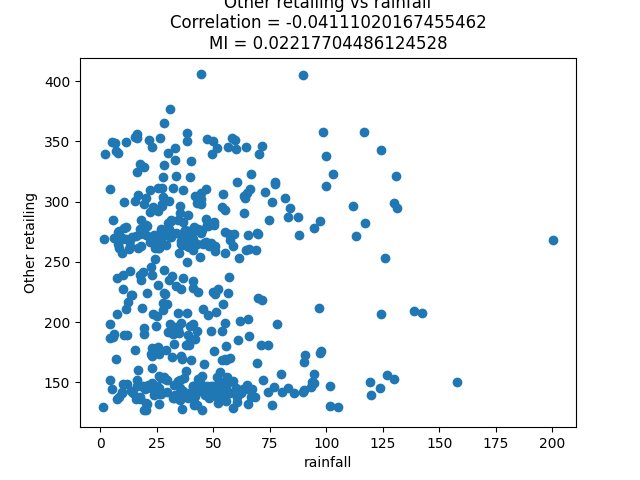 Other retailing vs rainfall
Correlation = -0.04111020167455462
MI = 0.02217704486124528
400
350
300
250
200
150
Other retailing
0 25 50 75 100 125 150 175 200
rainfall